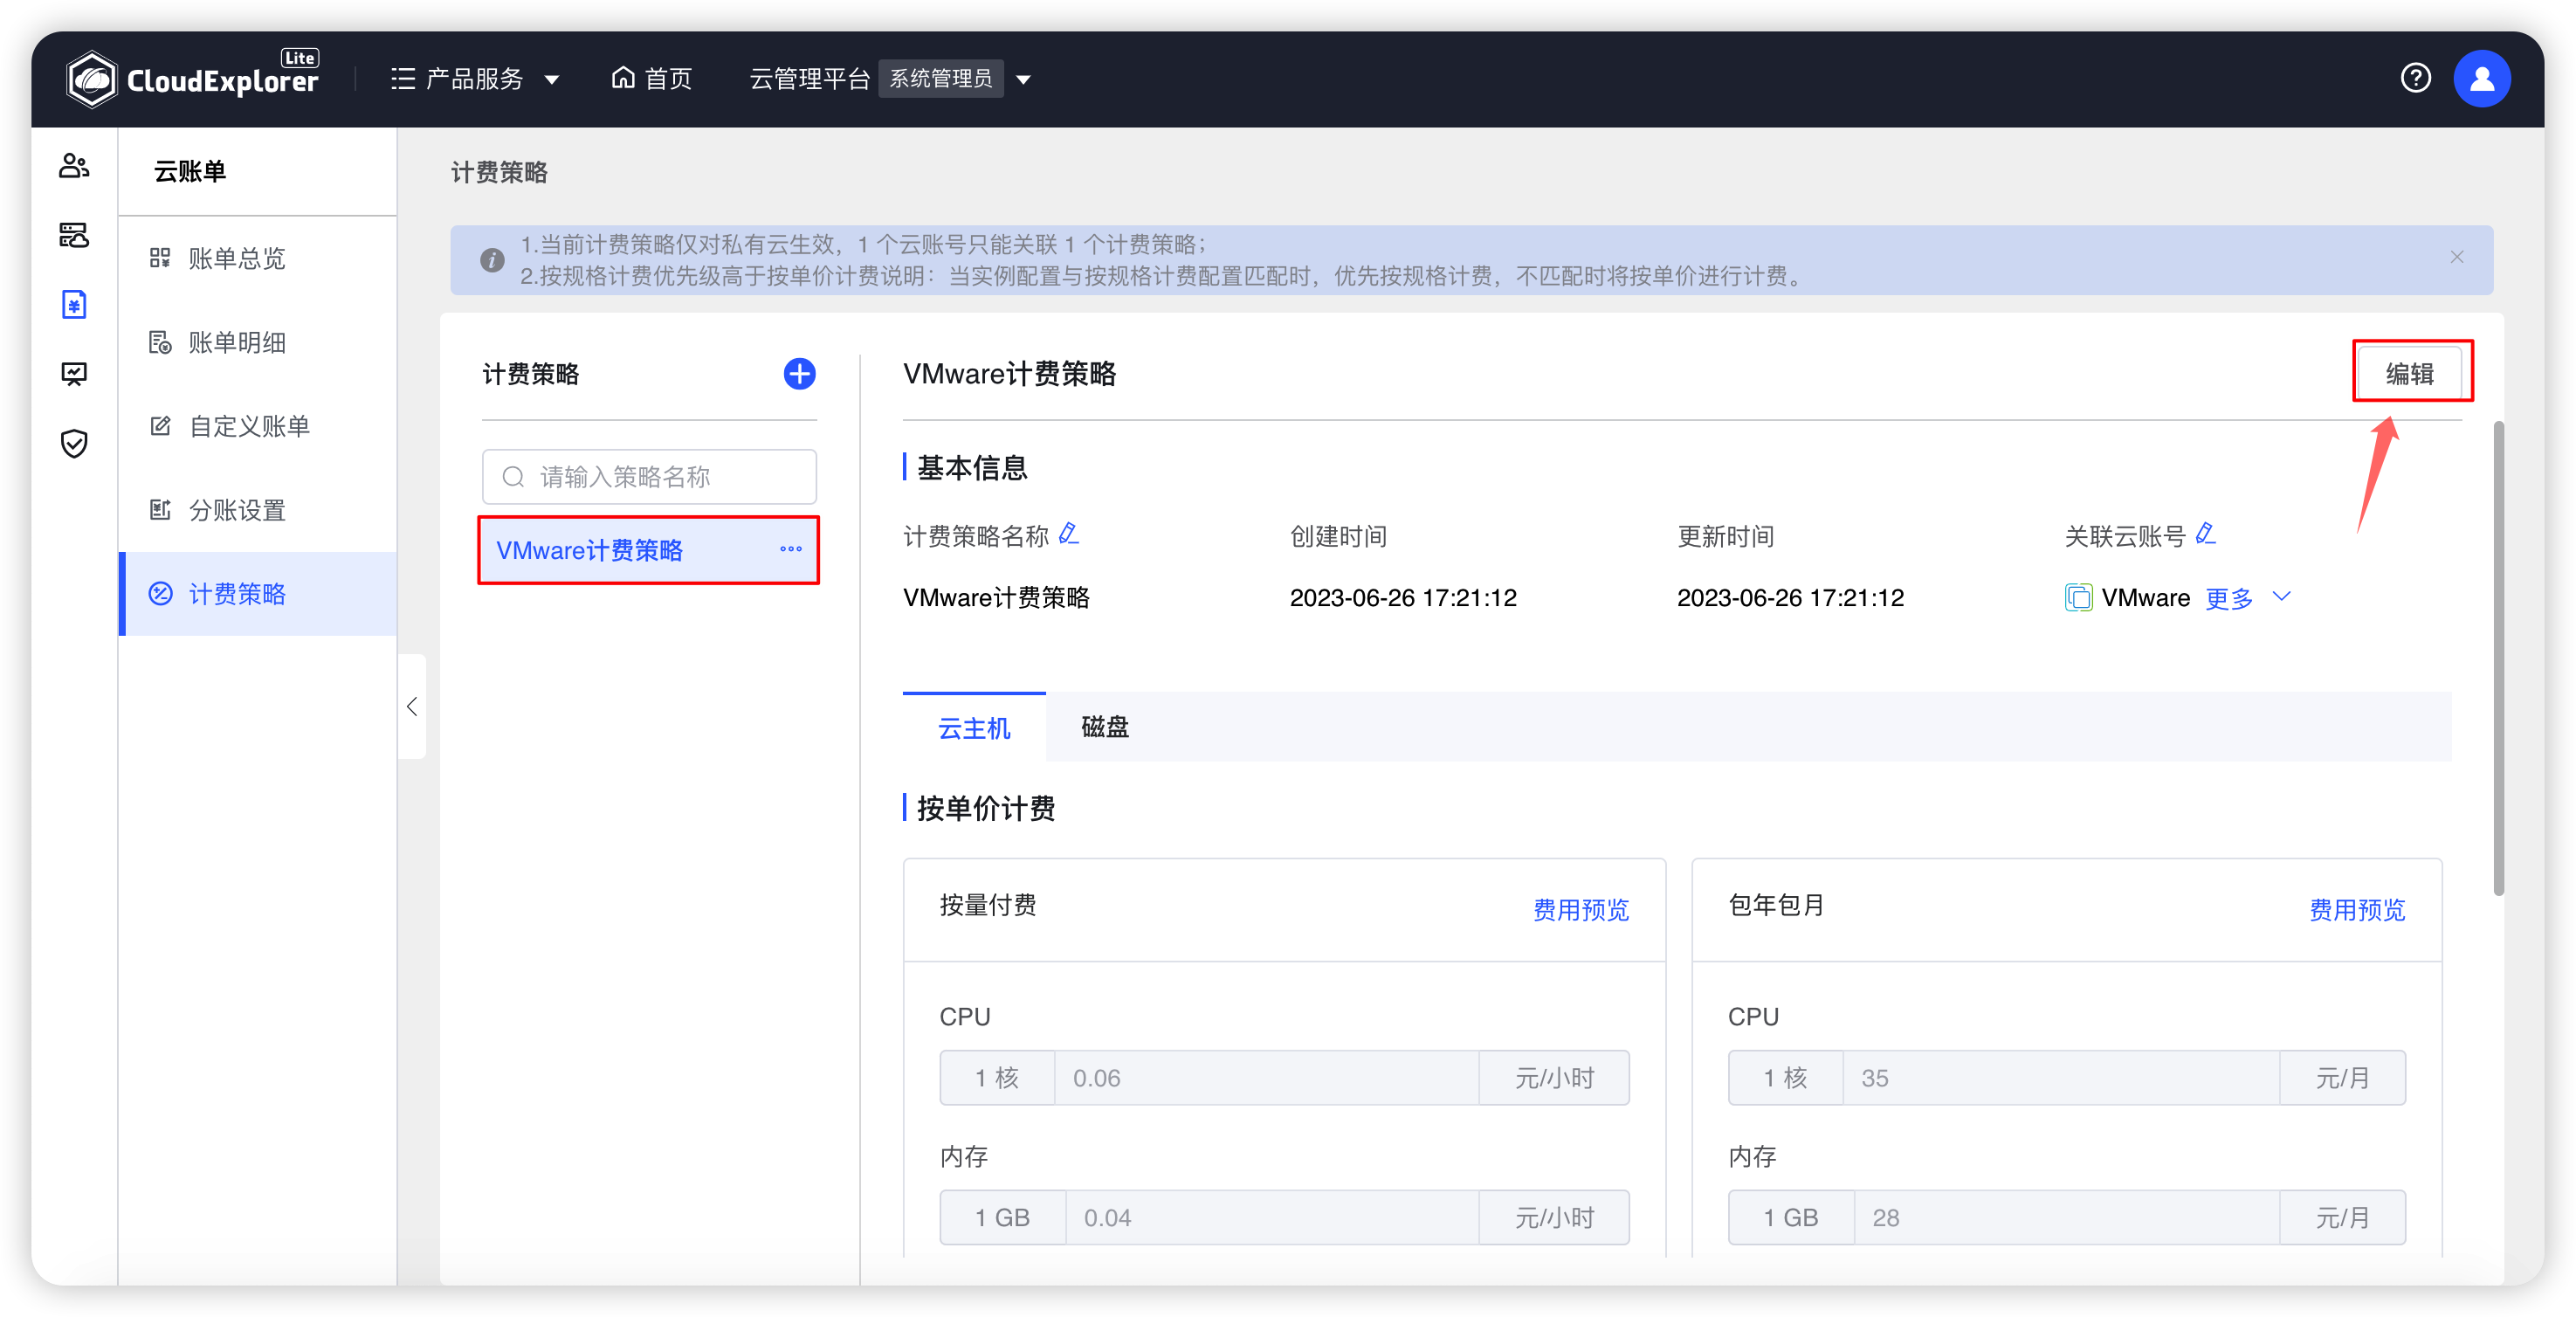 CloudExplorer Lite
产品服务
首页
云管理平台 系统管理员
云账单
账单总览
账单明细
自定义账单
分账设置
计费策略
计费策略
1.当前计费策略仅对私有云生效，1 个云账号只能关联 1 个计费策略；
2.按规格计费优先级高于按单价计费说明：当实例配置与按规格计费配置匹配时，优先按规格计费，不匹配时将按单价进行计费。
计费策略
请输入策略名称
VMware计费策略
VMware计费策略
编辑
基本信息
计费策略名称 创建时间 更新时间 关联云账号
VMware计费策略 2023-06-26 17:21:12 2023-06-26 17:21:12 VMware 更多
云主机 磁盘
按单价计费
按量付费 费用预览
CPU
1 核 0.06 元/小时
内存
1 GB 0.04 元/小时
包年包月 费用预览
CPU
1 核 35 元/月
内存
1 GB 28 元/月